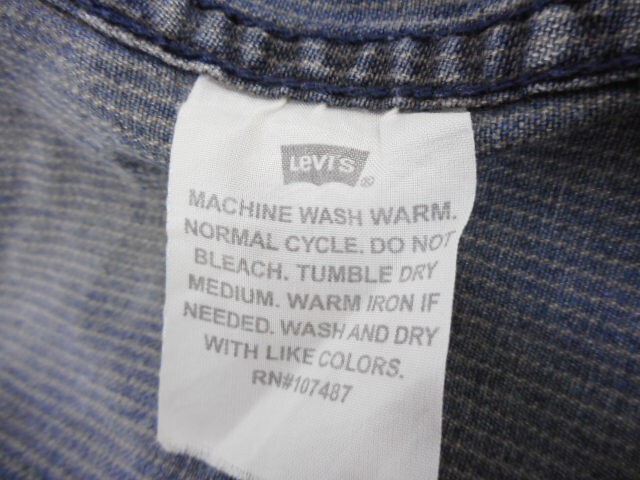 LeVI'S ®
MACHINE WASH WARM.
NORMAL CYCLE. DO NOT
BLEACH. TUMBLE DRY
MEDIUM. WARM IRON IF
NEEDED. WASH AND DRY
WITH LIKE COLORS.
RN#107487